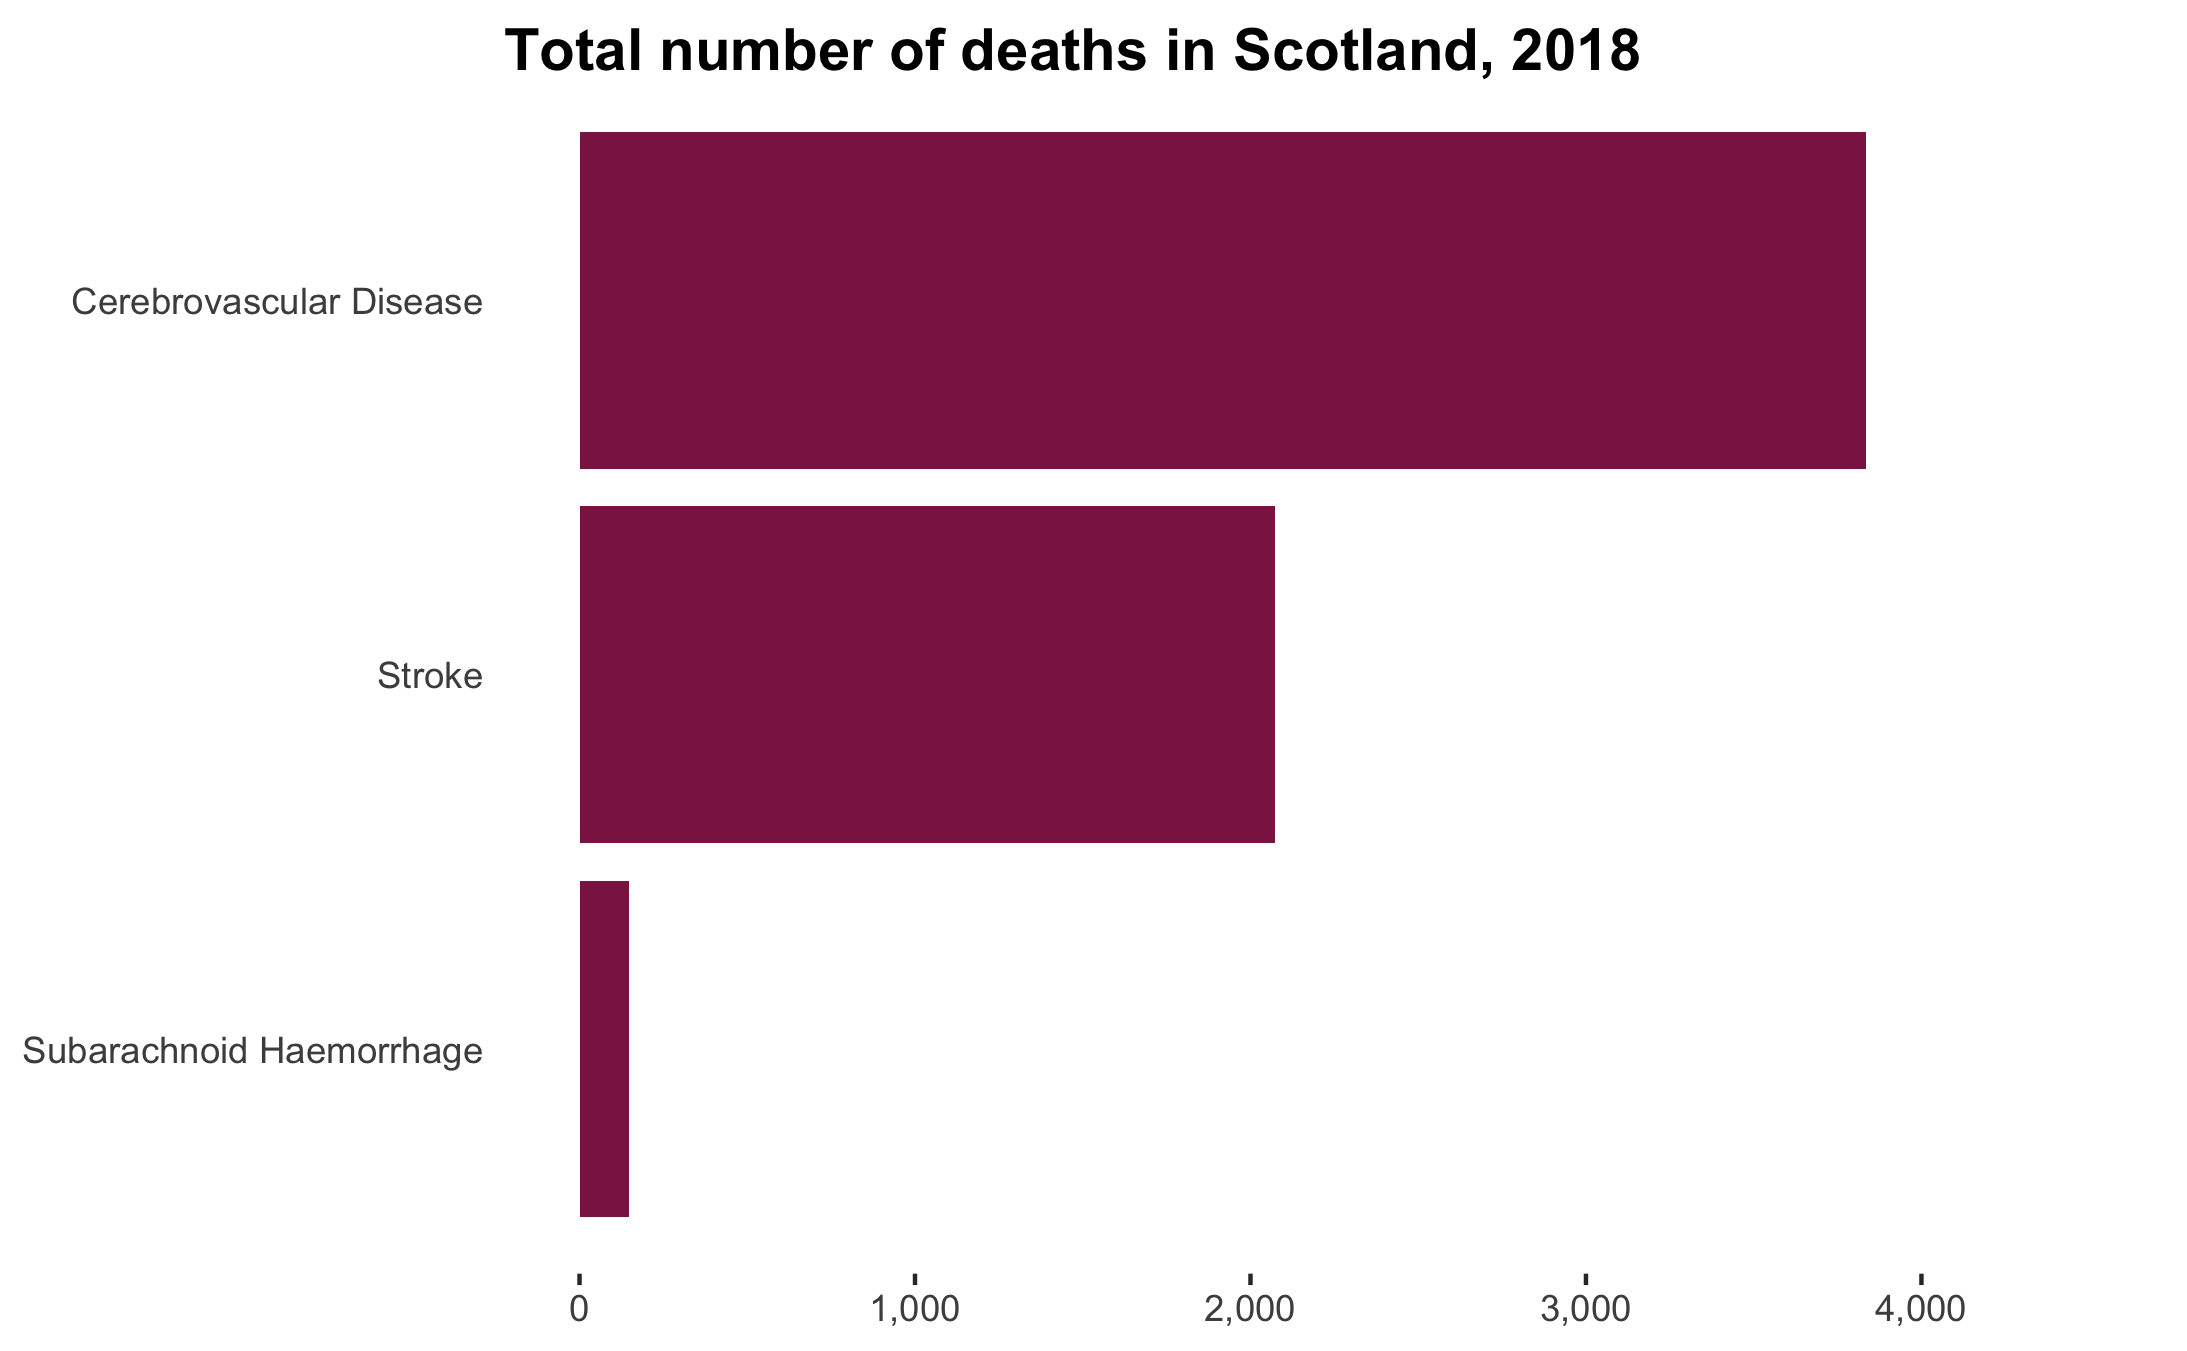 Total number of deaths in Scotland, 2018
Cerebrovascular Disease
Stroke
Subarachnoid Haemorrhage
0 1,000 2,000 3,000 4,000